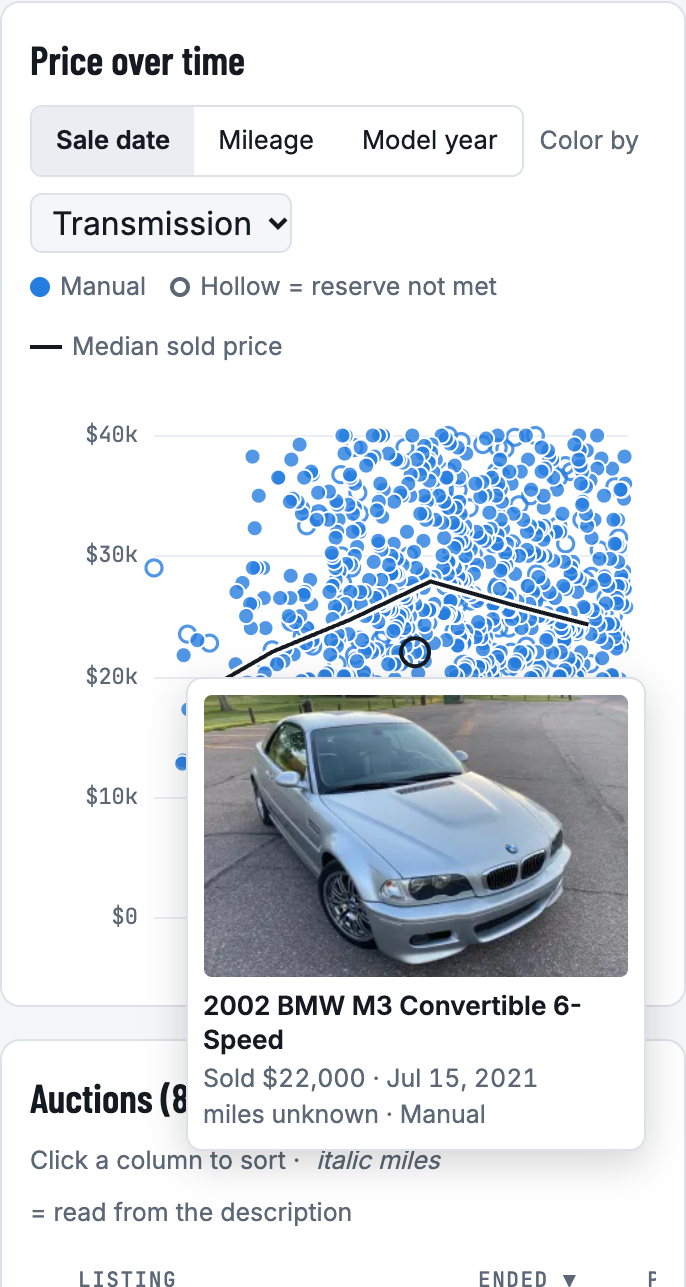 Price over time
Sale date Mileage Model year Color by
Transmission
Manual Hollow = reserve not met
Median sold price
$40k
$30k
$20k
$10k
$0
2002 BMW M3 Convertible 6-
Speed
Sold $22,000 · Jul 15, 2021
miles unknown · Manual
Auctions (8
Click a column to sort · italic miles
= read from the description
LISTING ENDED ▼